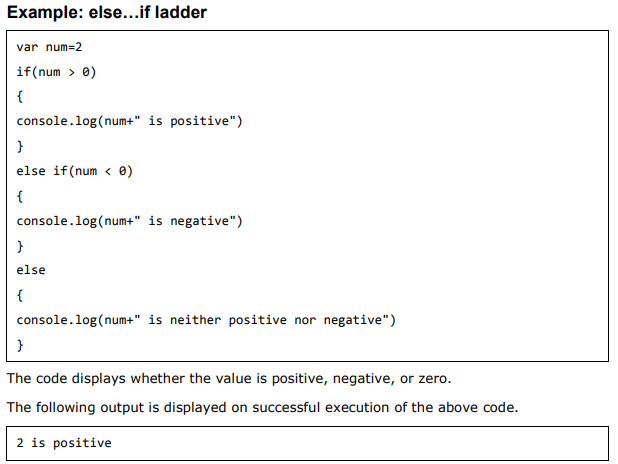 Example: else…if ladder
var num=2
if(num > 0)
{
console.log(num+" is positive")
}
else if(num < 0)
{
console.log(num+" is negative")
}
else
{
console.log(num+" is neither positive nor negative")
}
The code displays whether the value is positive, negative, or zero.
The following output is displayed on successful execution of the above code.
2 is positive